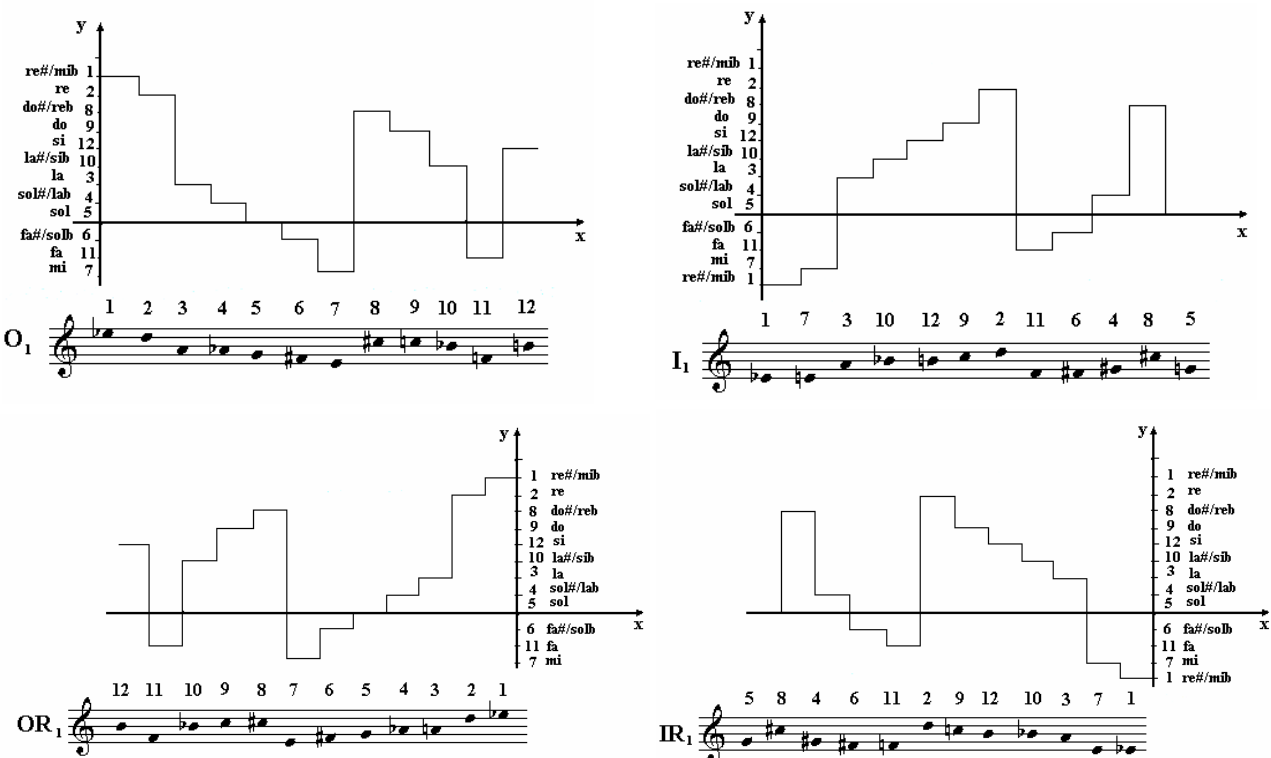 y
re#/mib 1
re 2
do#/reb 8
do 9
si 12
la#/sib 10
la 3
sol#/lab 4
sol 5
x
fa#/solb 6
fa 11
mi 7
1 2 3 4 5 6 7 8 9 10 11 12
O1
y
re#/mib 1
re 2
do#/reb 8
do 9
si 12
la#/sib 10
la 3
sol#/lab 4
sol 5
x
fa#/solb 6
fa 11
mi 7
re#/mib 1
1 7 3 10 12 9 2 11 6 4 8 5
I1
y
1 re#/mib
2 re
8 do#/reb
9 do
12 si
10 la#/sib
3 la
4 sol#/lab
5 sol
x
6 fa#/solb
11 fa
7 mi
12 11 10 9 8 7 6 5 4 3 2 1
OR1
y
1 re#/mib
2 re
8 do#/reb
9 do
12 si
10 la#/sib
3 la
4 sol#/lab
5 sol
x
6 fa#/solb
11 fa
7 mi
1 re#/mib
5 8 4 6 11 2 9 12 10 3 7 1
IR1